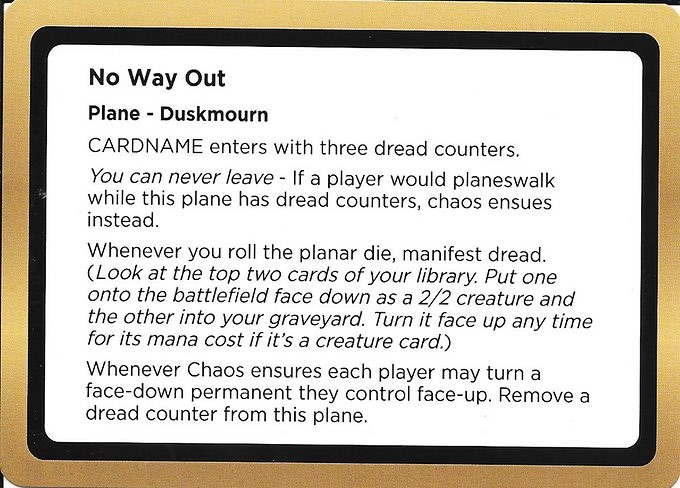 No Way Out
Plane - Duskmourn
CARDNAME enters with three dread counters.
You can never leave - If a player would planeswalk
while this plane has dread counters, chaos ensues
instead.
Whenever you roll the planar die, manifest dread.
(Look at the top two cards of your library. Put one
onto the battlefield face down as a 2/2 creature and
the other into your graveyard. Turn it face up any time
for its mana cost if it's a creature card.)
Whenever Chaos ensures each player may turn a
face-down permanent they control face-up. Remove a
dread counter from this plane.